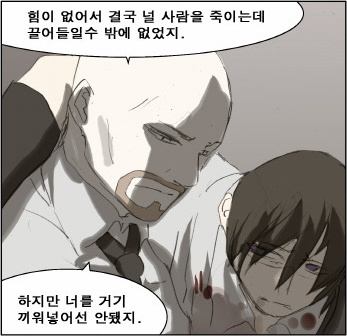 힘이 없어서 결국 널 사람을 죽이는데
끌어들일수 밖에 없었지.
하지만 너를 거기
끼워넣어선 안됐지.